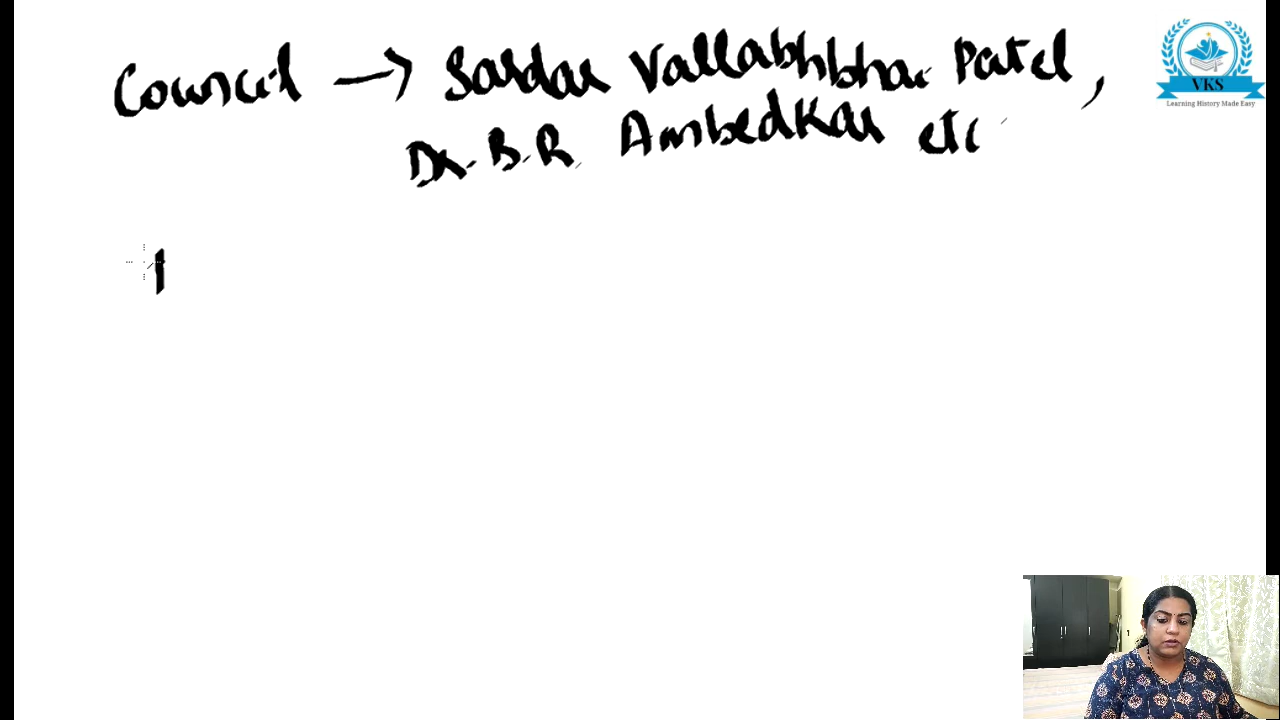 Council → Sardar Vallabhbhai Patel,
Dr. B.R. Ambedkar etc
VKS
Learning History Made Easy